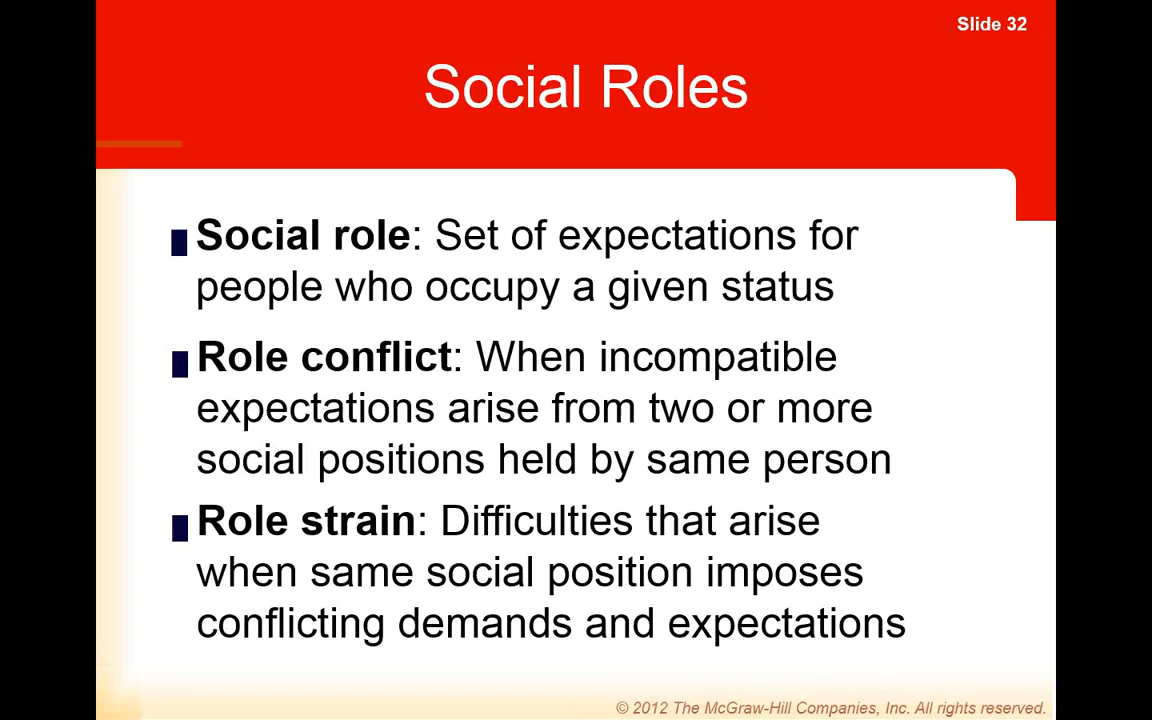 Slide 32
Social Roles
Social role: Set of expectations for
people who occupy a given status
Role conflict: When incompatible
expectations arise from two or more
social positions held by same person
Role strain: Difficulties that arise
when same social position imposes
conflicting demands and expectations
© 2012 The McGraw-Hill Companies, Inc. All rights reserved.